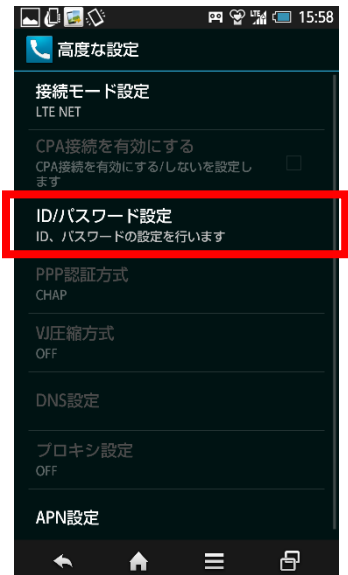 LTE 15:58
高度な設定
接続モード設定
LTE NET
CPA接続を有効にする
CPA接続を有効にする/しないを設定し
ます
ID/パスワード設定
ID、パスワードの設定を行います
PPP認証方式
CHAP
VJ圧縮方式
OFF
DNS設定
プロキシ設定
OFF
APN設定